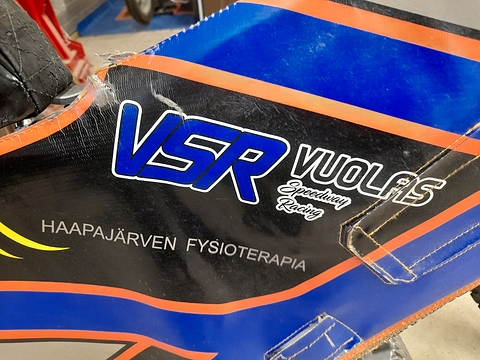 VSR VUOLAS
Speedway
Racing
HAAPAJÄRVEN FYSIOTERAPIA